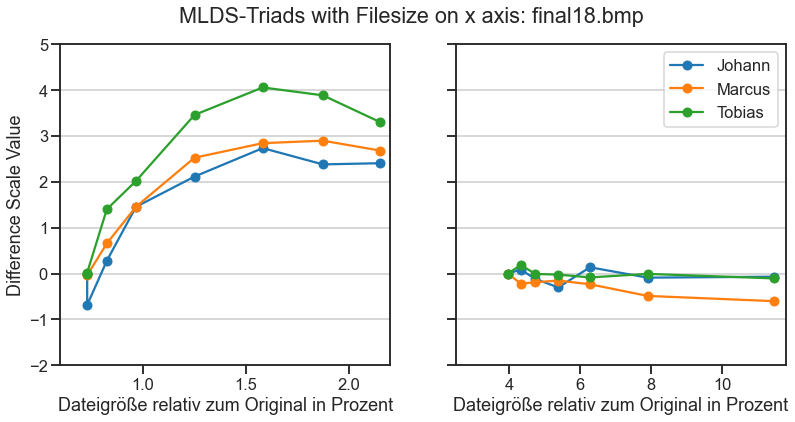 MLDS-Triads with Filesize on x axis: final18.bmp
Difference Scale Value
5
4
3
2
1
0
−1
−2
1.0 1.5 2.0
Dateigröße relativ zum Original in Prozent
Johann
Marcus
Tobias
4 6 8 10
Dateigröße relativ zum Original in Prozent